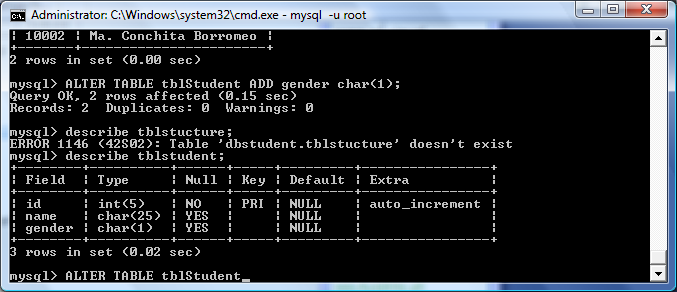 Administrator: C:\Windows\system32\cmd.exe - mysql -u root
| 10002 | Ma. Conchita Borromeo |
+-------+-----------------------+
2 rows in set (0.00 sec)
mysql> ALTER TABLE tblStudent ADD gender char(1);
Query OK, 2 rows affected (0.15 sec)
Records: 2  Duplicates: 0  Warnings: 0
mysql> describe tblstucture;
ERROR 1146 (42S02): Table 'dbstudent.tblstucture' doesn't exist
mysql> describe tblstudent;
+--------+----------+------+-----+---------+----------------+
| Field  | Type     | Null | Key | Default | Extra          |
+--------+----------+------+-----+---------+----------------+
| id     | int(5)   | NO   | PRI | NULL    | auto_increment |
| name   | char(25) | YES  |     | NULL    |                |
| gender | char(1)  | YES  |     | NULL    |                |
+--------+----------+------+-----+---------+----------------+
3 rows in set (0.02 sec)
mysql> ALTER TABLE tblStudent_